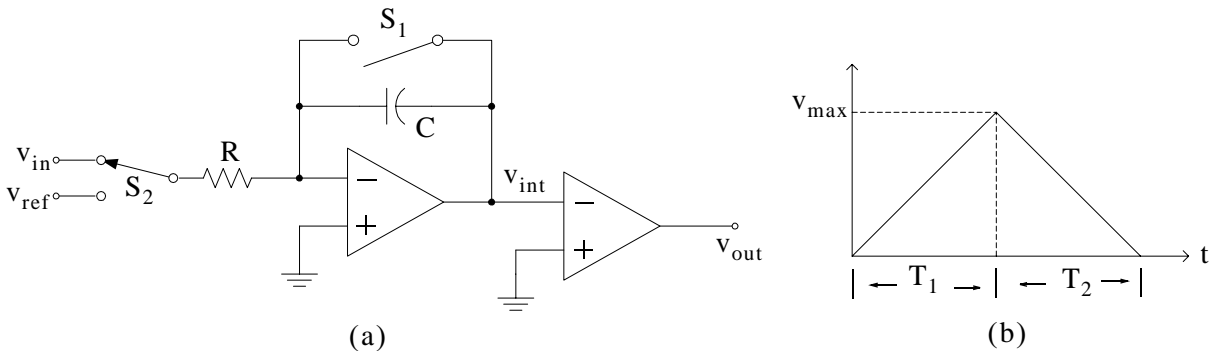 S1
C
R
vin
vref
S2
−
+
vint
−
+
vout
(a)
vmax
t
T1
T2
(b)